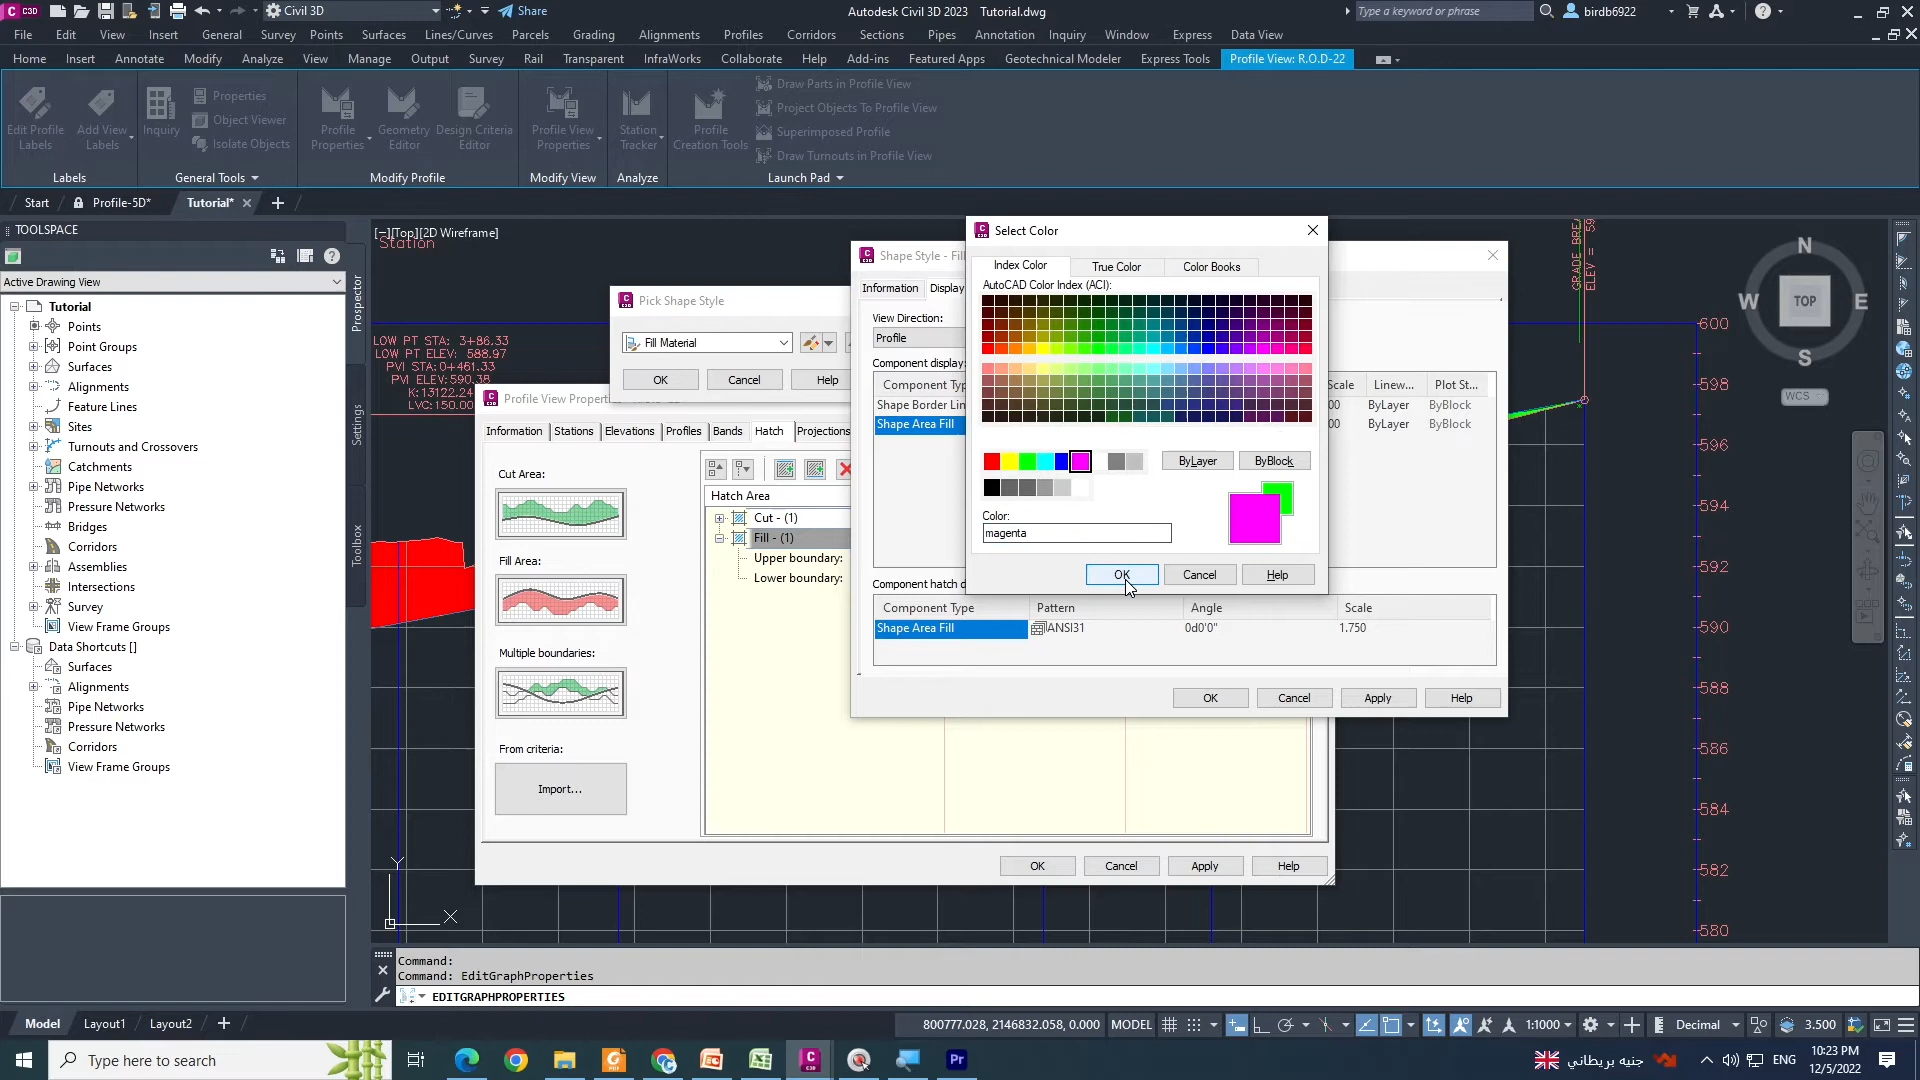 C3D
Civil 3D
Share
Autodesk Civil 3D 2023 Tutorial.dwg
Type a keyword or phrase
birdb6922
File Edit View Insert General Survey Points Surfaces Lines/Curves Parcels Grading Alignments Profiles Corridors Sections Pipes Annotation Inquiry Window Express Data View
Home Insert Annotate Modify Analyze View Manage Output Survey Rail Transparent InfraWorks Collaborate Help Add-ins Featured Apps Geotechnical Modeler Express Tools Profile View: R.O.D-22
Edit Profile Labels
Add View Labels
Inquiry
Properties
Object Viewer
Isolate Objects
Profile Properties
Geometry Editor
Design Criteria Editor
Profile View Properties
Station Tracker
Profile Creation Tools
Draw Parts in Profile View
Project Objects To Profile View
Superimposed Profile
Draw Turnouts in Profile View
Labels General Tools Modify Profile Modify View Analyze Launch Pad
Start Profile-5D* Tutorial*
TOOLSPACE
Active Drawing View
Tutorial
Points
Point Groups
Surfaces
Alignments
Feature Lines
Sites
Turnouts and Crossovers
Catchments
Pipe Networks
Pressure Networks
Bridges
Corridors
Assemblies
Intersections
Survey
View Frame Groups
Data Shortcuts []
Surfaces
Alignments
Pipe Networks
Pressure Networks
Corridors
View Frame Groups
Prospector
Settings
Toolbox
[−][Top][2D Wireframe]
Station
LOW PT STA: 3+86.33
LOW PT ELEV: 588.97
PVI STA:0+461.33
PVI ELEV:590.38
K:13122.24
LVC:150.00
Pick Shape Style
Fill Material
OK Cancel Help
Profile View Properti
Information Stations Elevations Profiles Bands Hatch Projections
Cut Area:
Fill Area:
Multiple boundaries:
From criteria:
Import...
Hatch Area
Cut - (1)
Fill - (1)
Upper boundary:
Lower boundary:
OK Cancel Apply Help
Shape Style - Fill
Information Display
View Direction:
Profile
Component display:
Component Typ
Scale Linew... Plot St...
Shape Border Lin
00 ByLayer ByBlock
Shape Area Fill
00 ByLayer ByBlock
Component hatch d
Component Type Pattern Angle Scale
Shape Area Fill ANSI31 0d0'0" 1.750
OK Cancel Apply Help
Select Color
Index Color True Color Color Books
AutoCAD Color Index (ACI):
ByLayer ByBlock
Color:
magenta
OK Cancel Help
GRADE BREA
ELEV = 59
600
598
596
594
592
590
588
586
584
582
580
N
W TOP E
S
WCS
Y
X
Command:
Command: EditGraphProperties
EDITGRAPHPROPERTIES
Model Layout1 Layout2
800777.028, 2146832.058, 0.000 MODEL
1:1000
Decimal
3.500
Type here to search
Pr
جنيه بريطاني
ENG
10:23 PM
12/5/2022